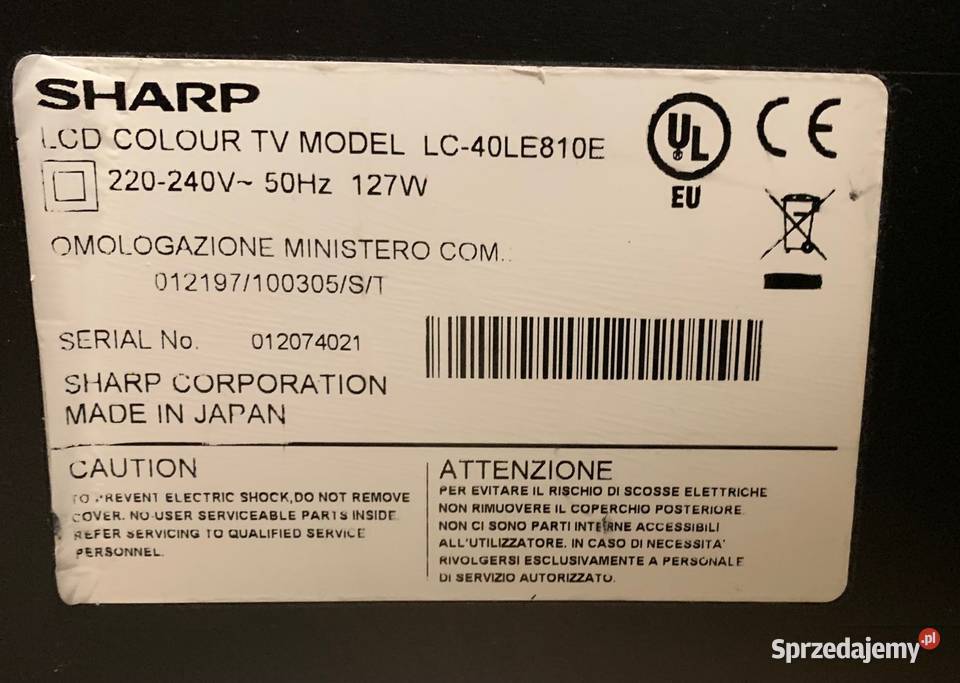 SHARP
LCD COLOUR TV MODEL LC-40LE810E
220-240V~ 50Hz 127W
UL
EU
CE
OMOLOGAZIONE MINISTERO COM..
012197/100305/S/T
SERIAL No. 012074021
SHARP CORPORATION
MADE IN JAPAN
CAUTION
TO PREVENT ELECTRIC SHOCK,DO NOT REMOVE
COVER. NO USER SERVICEABLE PARTS INSIDE
REFER SERVICING TO QUALIFIED SERVICE
PERSONNEL.
ATTENZIONE
PER EVITARE IL RISCHIO DI SCOSSE ELETTRICHE
NON RIMUOVERE IL COPERCHIO POSTERIORE.
NON CI SONO PARTI INTERNE ACCESSIBILI
ALL'UTILIZZATORE. IN CASO DI NECESSITA'
RIVOLGERSI ESCLUSIVAMENTE A PERSONALE
DI SERVIZIO AUTORIZZATO.
Sprzedajemy.pl